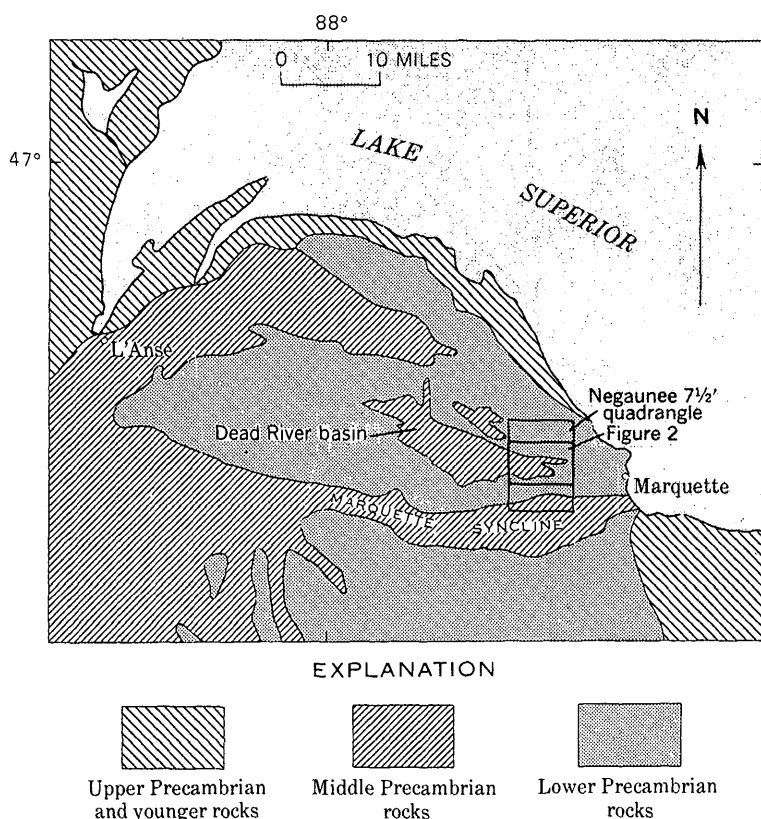 88°
0 10 MILES
47°
N
LAKE
SUPERIOR
L'Anse
Negaunee 7½'
quadrangle
Figure 2
Dead River basin
Marquette
MARQUETTE
SYNCLINE
EXPLANATION
Upper Precambrian
and younger rocks
Middle Precambrian
rocks
Lower Precambrian
rocks